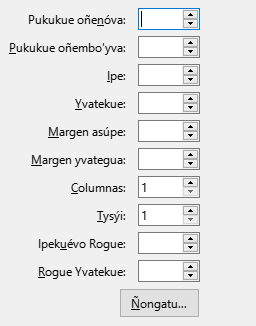 Pukukue oñenóva:
Pukukue oñembo'yva:
Ipe:
Yvatekue:
Margen asúpe:
Margen yvategua:
Columnas: 1
Tysýi: 1
Ipekuévo Rogue:
Rogue Yvatekue:
Ñongatu...